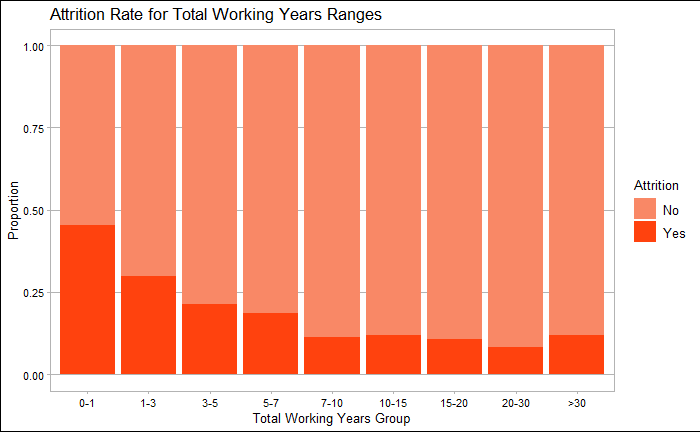 Attrition Rate for Total Working Years Ranges
1.00
0.75
0.50
0.25
0.00
Proportion
0-1 1-3 3-5 5-7 7-10 10-15 15-20 20-30 >30
Total Working Years Group
Attrition
No
Yes